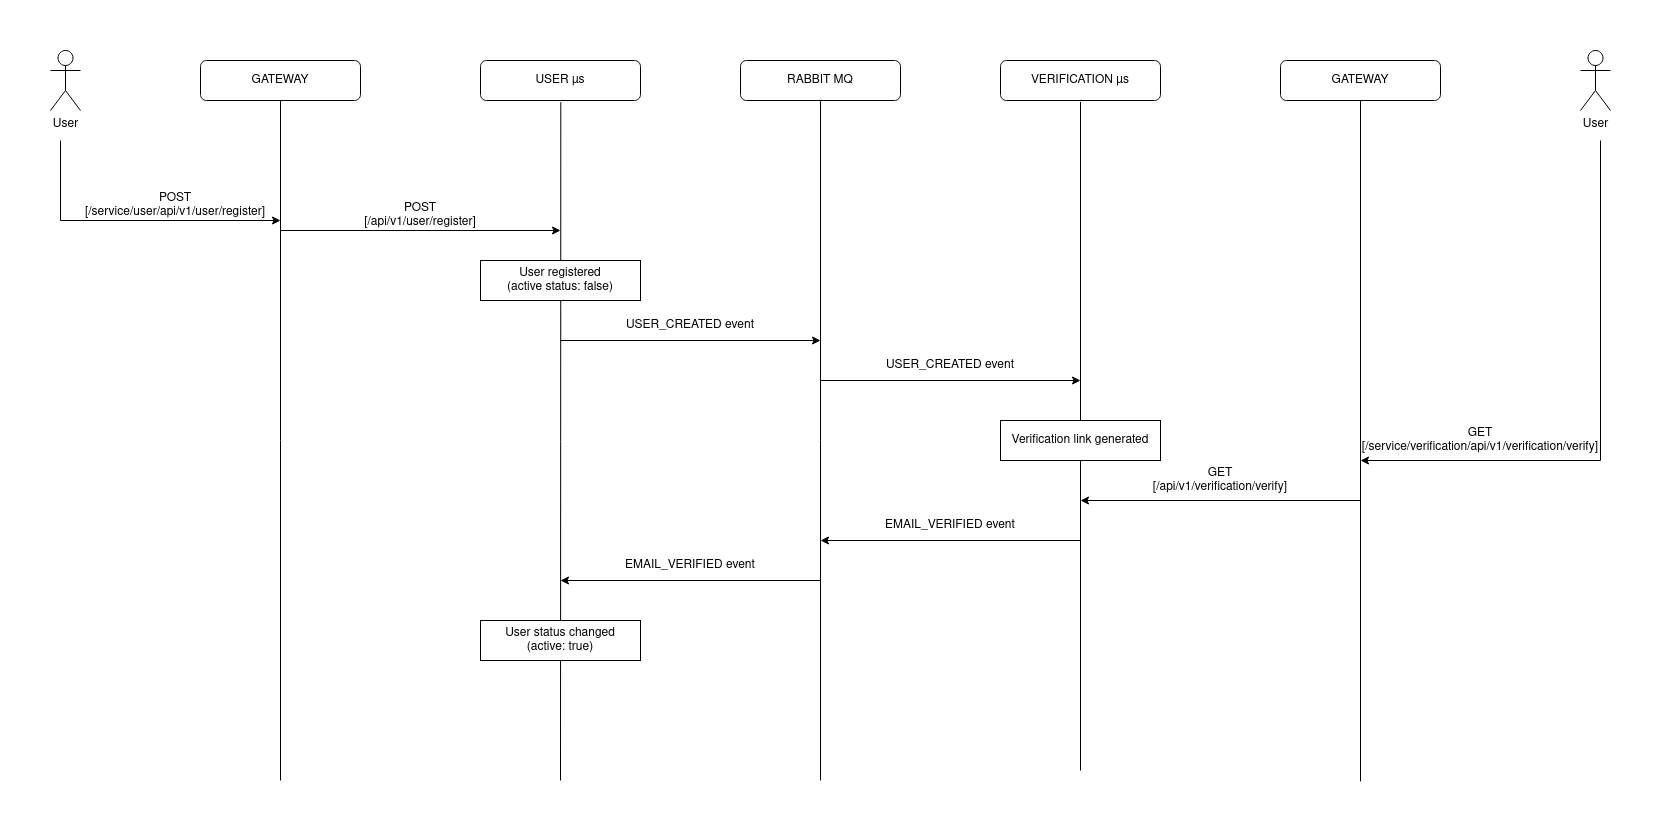 GATEWAY
USER µs
RABBIT MQ
VERIFICATION µs
GATEWAY
User
User
POST
[/service/user/api/v1/user/register]
POST
[/api/v1/user/register]
User registered
(active status: false)
USER_CREATED event
USER_CREATED event
Verification link generated
GET
[/service/verification/api/v1/verification/verify]
GET
[/api/v1/verification/verify]
EMAIL_VERIFIED event
EMAIL_VERIFIED event
User status changed
(active: true)